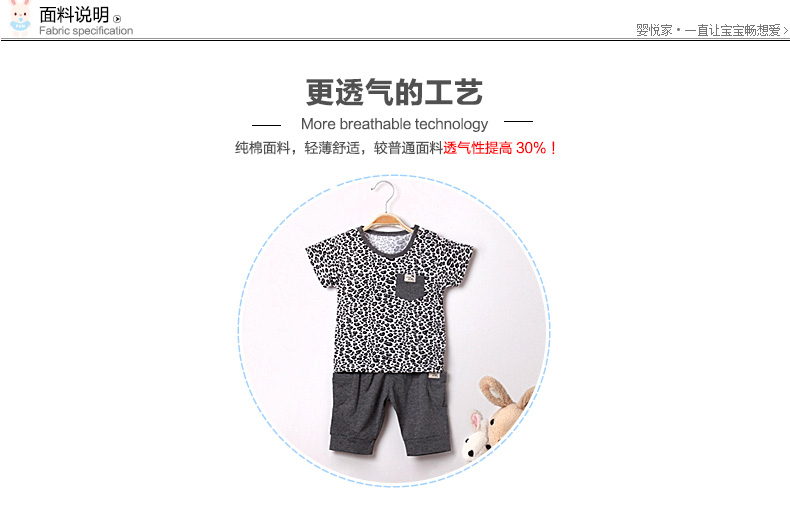 面料说明
Fabric specification
婴悦家·一直让宝宝畅想爱>
更透气的工艺
More breathable technology
纯棉面料，轻薄舒适，较普通面料透气性提高 30%！